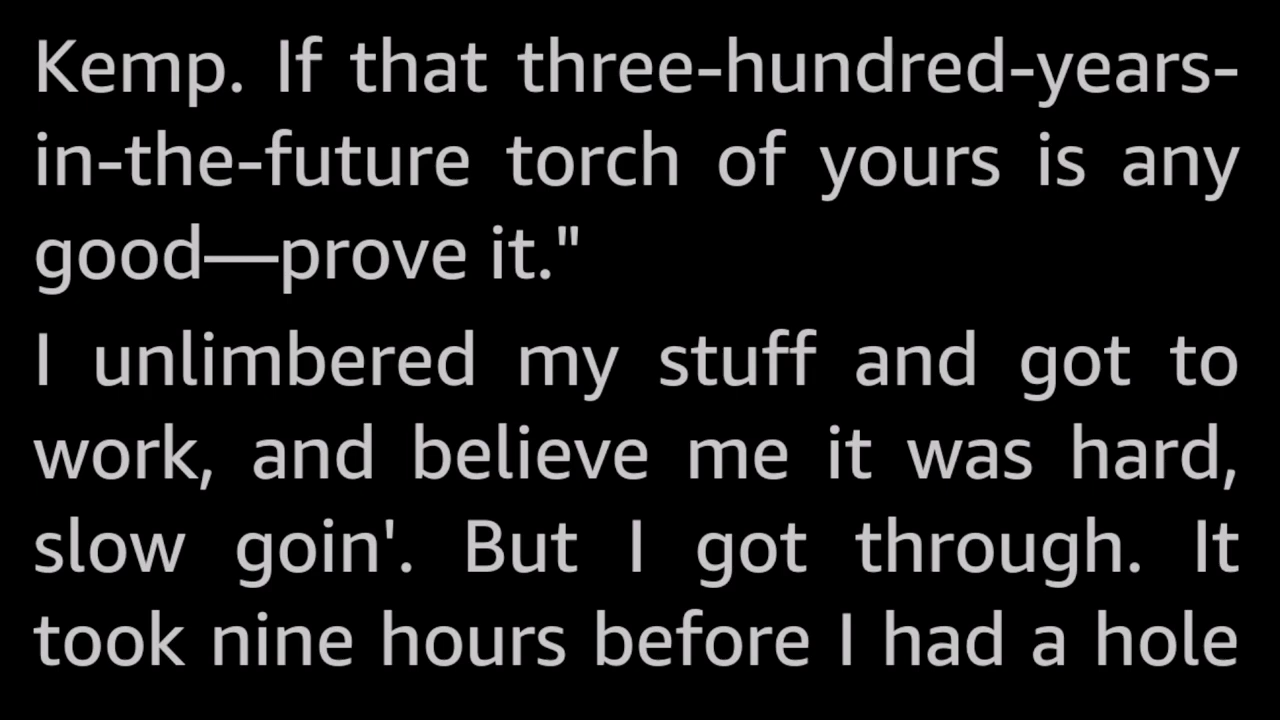 Kemp. If that three-hundred-years-
in-the-future torch of yours is any
good—prove it."
I unlimbered my stuff and got to
work, and believe me it was hard,
slow goin'. But I got through. It
took nine hours before I had a hole